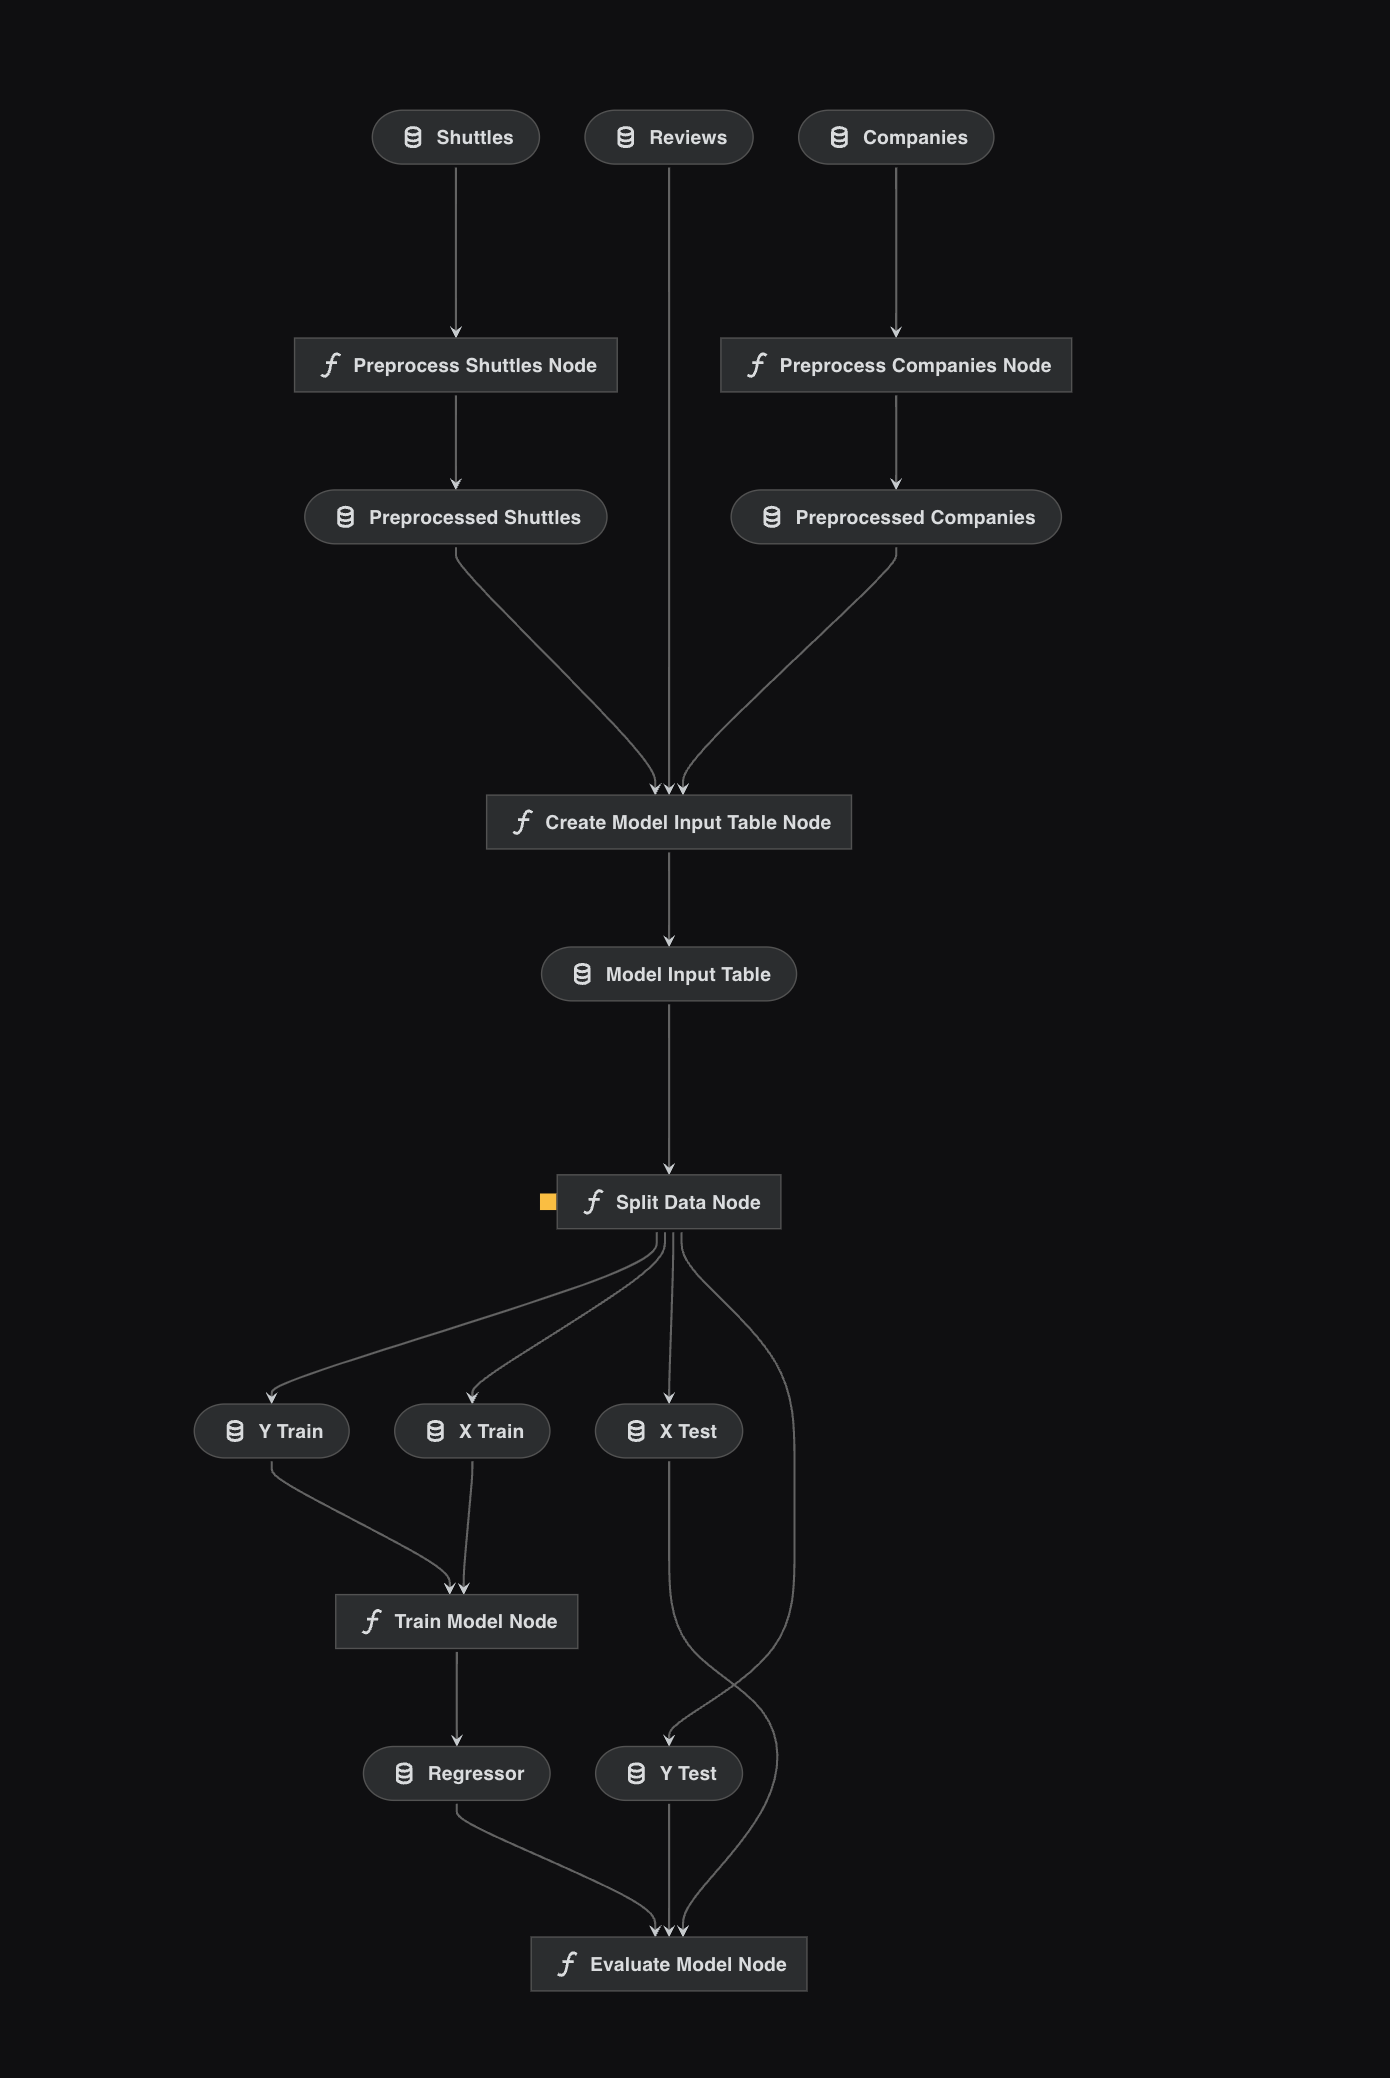 Shuttles
Reviews
Companies
Preprocess Shuttles Node
Preprocess Companies Node
Preprocessed Shuttles
Preprocessed Companies
Create Model Input Table Node
Model Input Table
Split Data Node
Y Train
X Train
X Test
Train Model Node
Regressor
Y Test
Evaluate Model Node